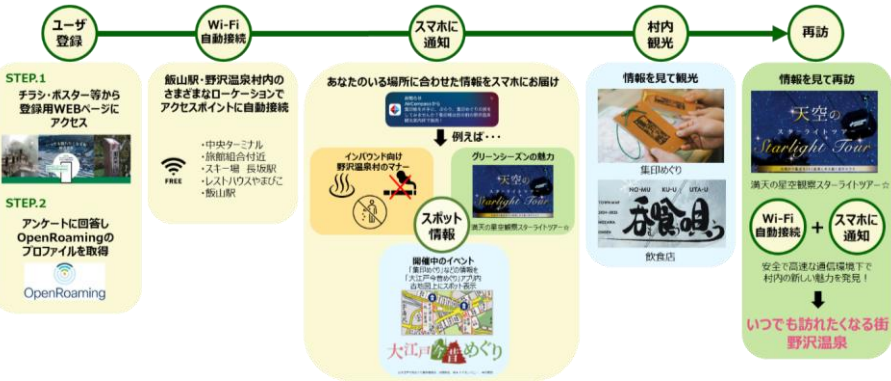 ユーザ
登録
Wi-Fi
自動接続
スマホに
通知
村内
観光
再訪
STEP.1
チラシ・ポスター等から
登録用WEBページに
アクセス
STEP.2
アンケートに回答し
OpenRoamingの
プロファイルを取得
OpenRoaming
飯山駅・野沢温泉村内の
さまざまなロケーションで
アクセスポイントに自動接続
FREE
・中央ターミナル
・旅館組合付近
・スキー場 長坂駅
・レストハウスやまびこ
・飯山駅
あなたのいる場所に合わせた情報をスマホにお届け
例えば・・・
インバウンド向け
野沢温泉村のマナー
グリーンシーズンの魅力
天空の
Starlight Tour
満天の星空観察スターライトツアー☆
スポット
情報
開催中のイベント
「集印めぐり」などの情報を
「大江戸今昔めぐり」アプリ内
古地図上にスポット表示
大江戸今昔めぐり
情報を見て観光
集印めぐり
NO-MU KU-U UTA-U
呑喰唄
飲食店
情報を見て再訪
天空の
スターライトツアー
Starlight Tour
満天の星空観察スターライトツアー☆
Wi-Fi
自動接続
+
スマホに
通知
安全で高速な通信環境下で
村内の新しい魅力を発見！
いつでも訪れたくなる街
野沢温泉